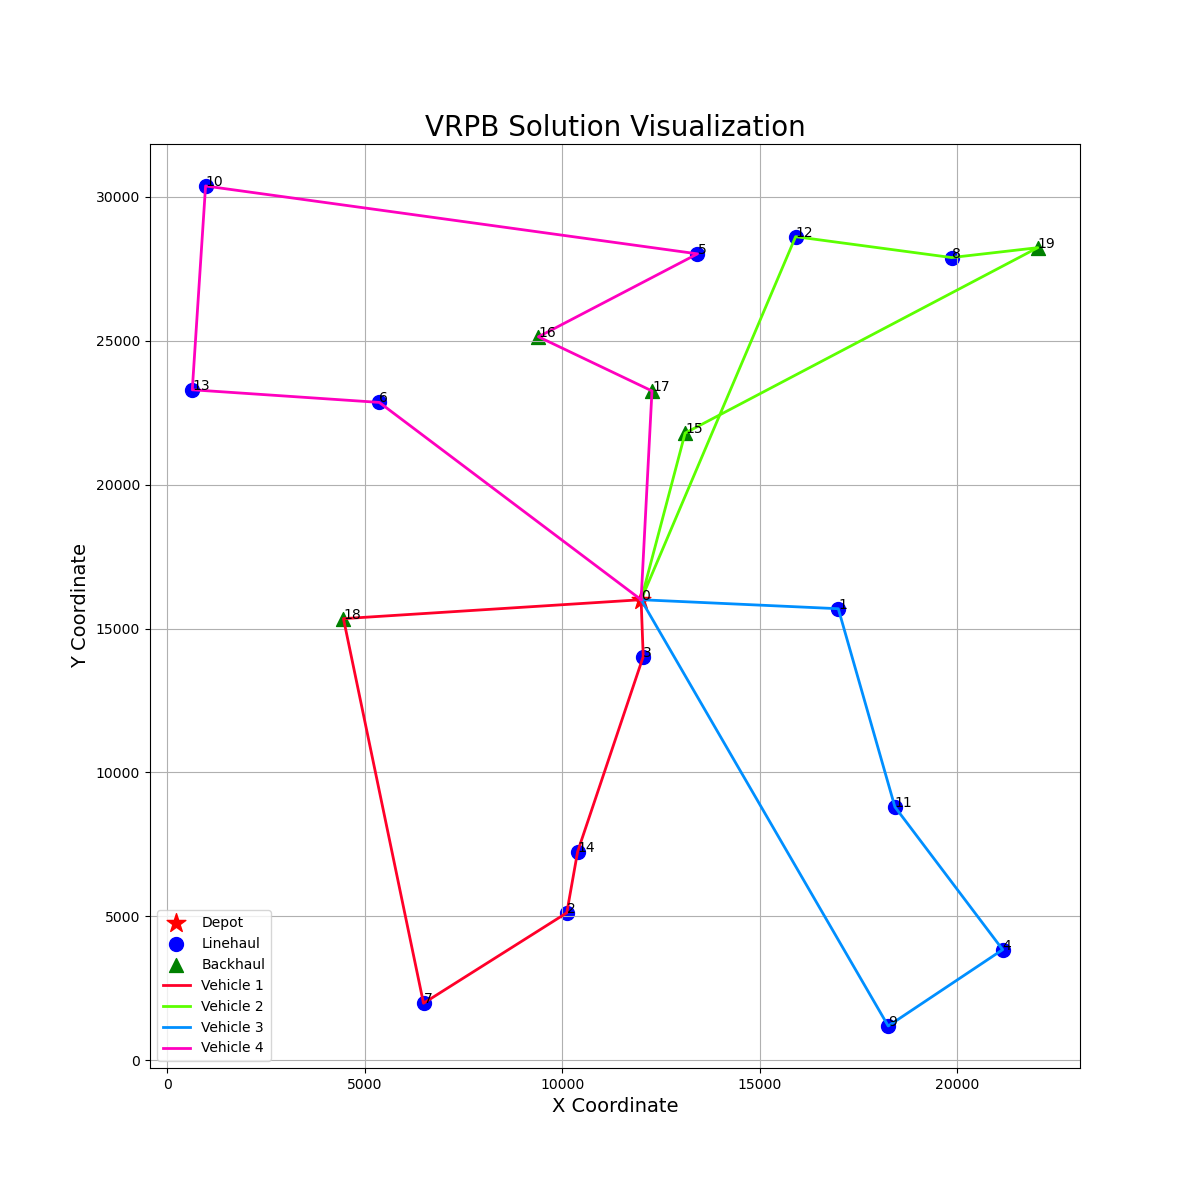 VRPB Solution Visualization
10
5
12
8
19
16
13
6
17
15
0
18
1
3
11
14
2
4
7
9
30000
25000
20000
15000
10000
5000
0
Y Coordinate
Depot
Linehaul
Backhaul
Vehicle 1
Vehicle 2
Vehicle 3
Vehicle 4
0 5000 10000 15000 20000
X Coordinate